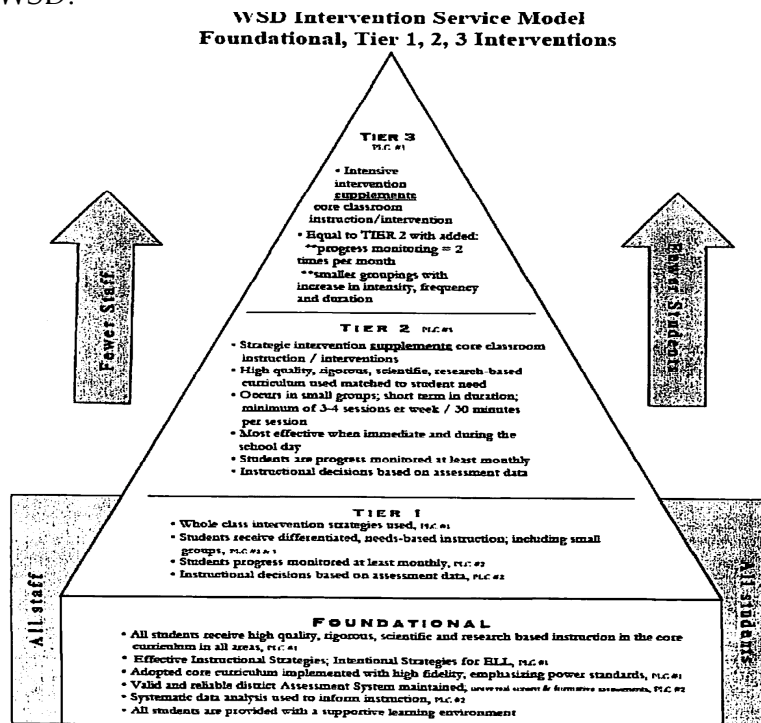 WSD.
WSD Intervention Service Model
Foundational, Tier 1, 2, 3 Interventions
TIER 3
PLC #1
• Intensive
intervention
supplements
core classroom
instruction/intervention
• Equal to TIER 2 with added:
**progress monitoring = 2
times per month
**smaller groupings with
increase in intensity, frequency
and duration
Fewer Staff
Fewer Students
TIER 2 PLC #1
• Strategic intervention supplements core classroom
instruction / interventions
• High quality, rigorous, scientific, research-based
curriculum used matched to student need
• Occurs in small groups; short term in duration;
minimum of 3-4 sessions er week / 30 minutes
per session
• Most effective when immediate and during the
school day
• Students are progress monitored at least monthly
• Instructional decisions based on assessment data
TIER 1
• Whole class intervention strategies used, PLC #1
• Students receive differentiated, needs-based instruction; including small
groups, PLC
• Students progress monitored at least monthly, PLC #2
• Instructional decisions based on assessment data, PLC #2
All staff
All students
FOUNDATIONAL
• All students receive high quality, rigorous, scientific and research based instruction in the core
curriculum in all areas, PLC #1
• Effective Instructional Strategies; Intentional Strategies for ELL, PLC #1
• Adopted core curriculum implemented with high fidelity, emphasizing power standards, PLC #1
• Valid and reliable district Assessment System maintained, universal screen & formative assessments, PLC #2
• Systematic data analysis used to inform instruction, PLC #2
• All students are provided with a supportive learning environment